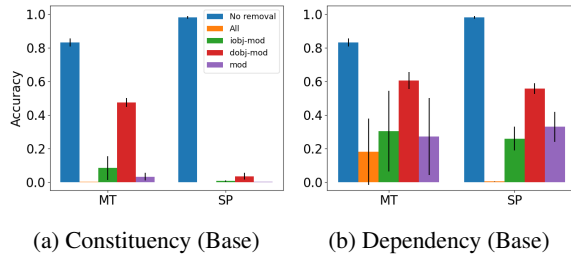 Accuracy
1.0
0.8
0.6
0.4
0.2
0.0
MT
SP
No removal
All
iobj-mod
dobj-mod
mod
1.0
0.8
0.6
0.4
0.2
0.0
MT
SP
(a) Constituency (Base)
(b) Dependency (Base)